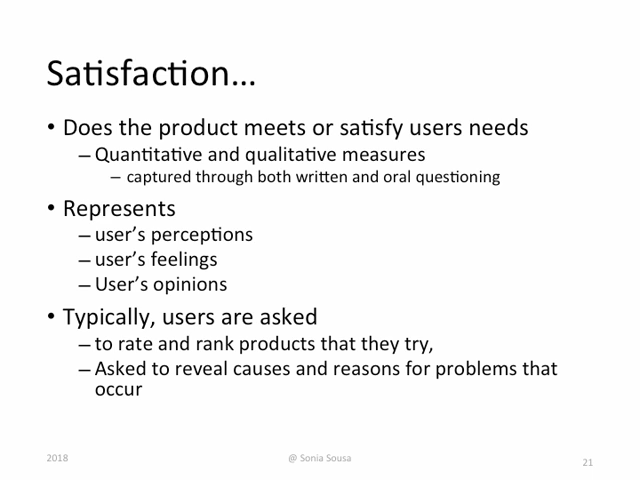 Satisfaction...
• Does the product meets or satisfy users needs
– Quantitative and qualitative measures
– captured through both written and oral questioning
• Represents
– user's perceptions
– user's feelings
– User's opinions
• Typically, users are asked
– to rate and rank products that they try,
– Asked to reveal causes and reasons for problems that
occur
2018
@ Sonia Sousa
21